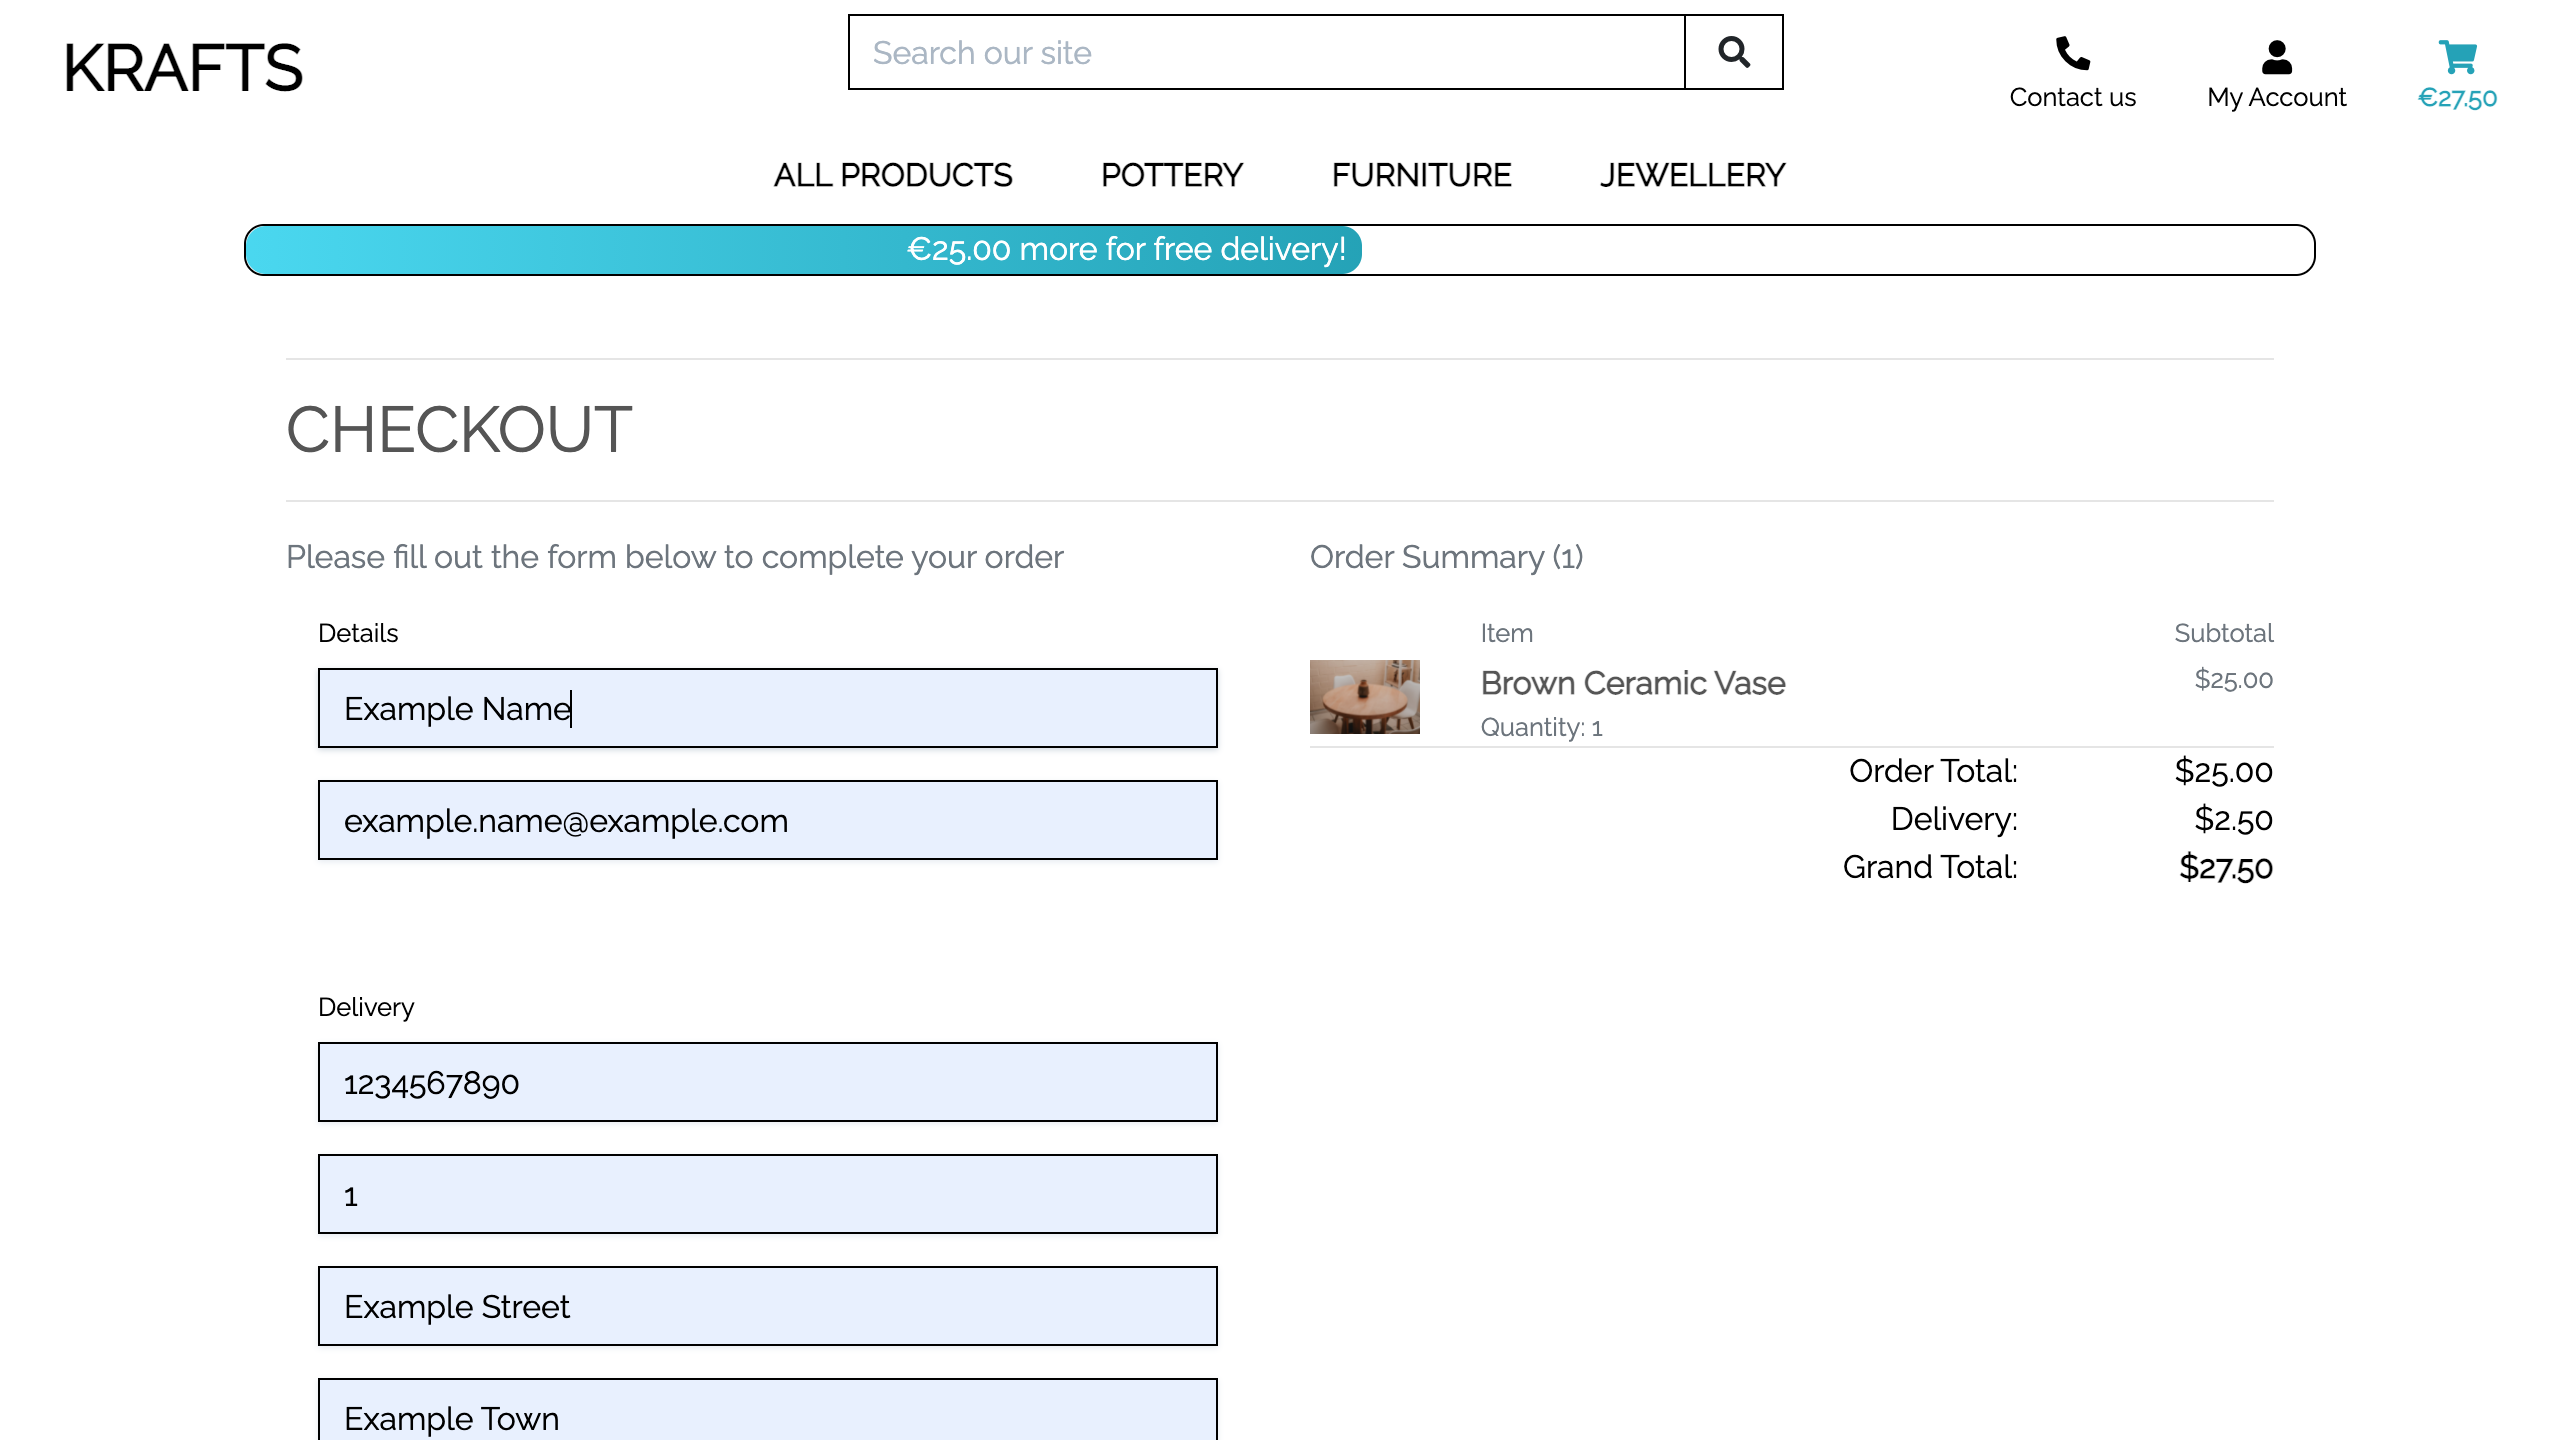 KRAFTS
Search our site
Contact us
My Account
€27.50
ALL PRODUCTS POTTERY FURNITURE JEWELLERY
€25.00 more for free delivery!
CHECKOUT
Please fill out the form below to complete your order
Details
Example Name
example.name@example.com
Delivery
1234567890
1
Example Street
Example Town
Order Summary (1)
Item Subtotal
Brown Ceramic Vase $25.00
Quantity: 1
Order Total: $25.00
Delivery: $2.50
Grand Total: $27.50